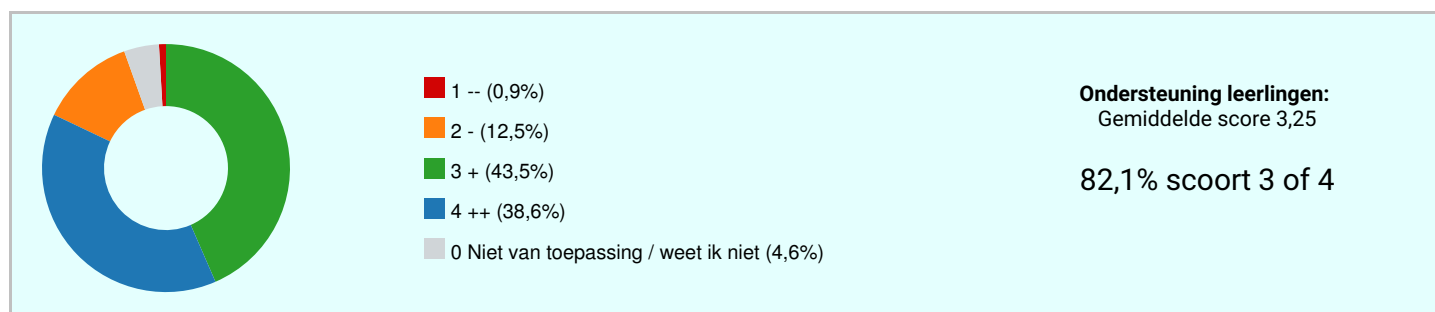 1 -- (0,9%)
2 - (12,5%)
3 + (43,5%)
4 ++ (38,6%)
0 Niet van toepassing / weet ik niet (4,6%)
Ondersteuning leerlingen:
Gemiddelde score 3,25
82,1% scoort 3 of 4